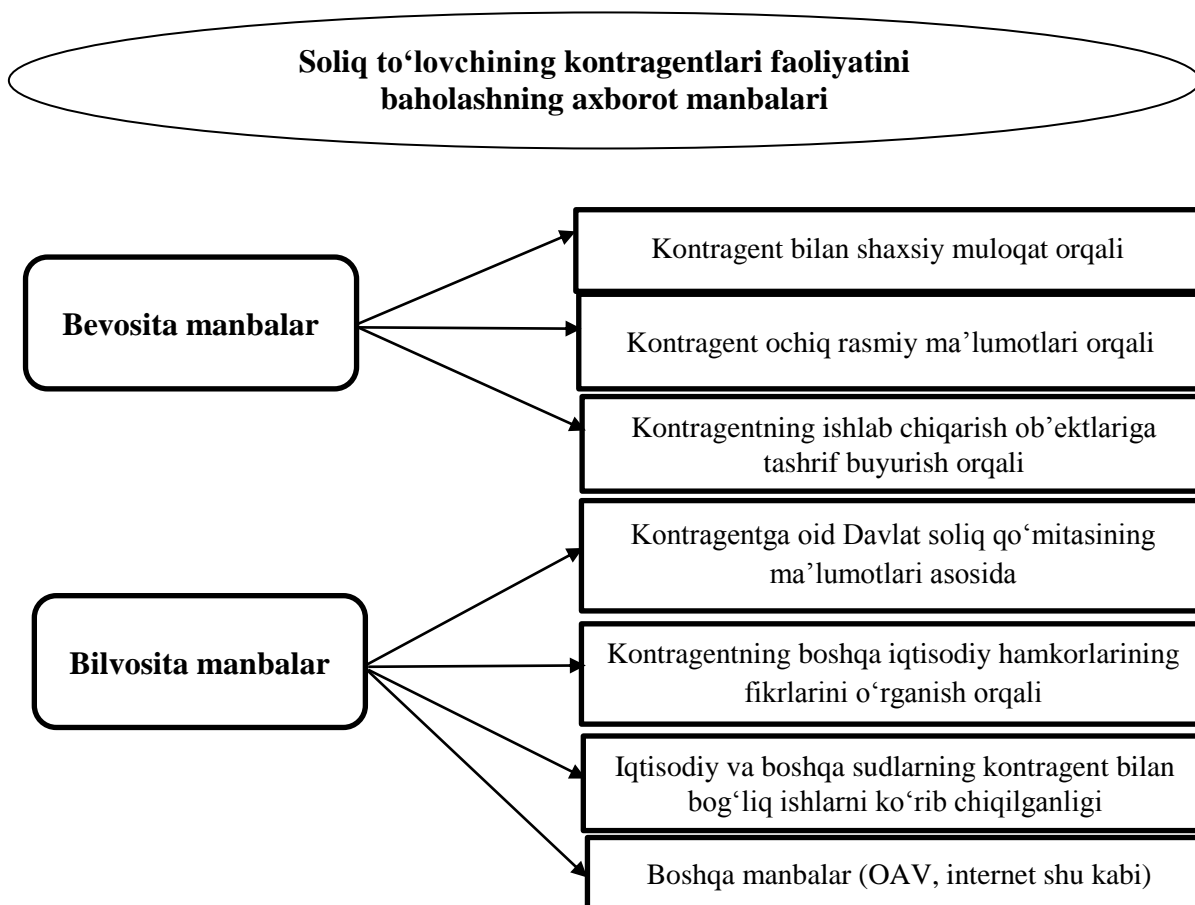 Soliq to‘lovchining kontragentlari faoliyatini
baholashning axborot manbalari
Bevosita manbalar
Kontragent bilan shaxsiy muloqat orqali
Kontragent ochiq rasmiy ma’lumotlari orqali
Kontragentning ishlab chiqarish ob’ektlariga
tashrif buyurish orqali
Bilvosita manbalar
Kontragentga oid Davlat soliq qo‘mitasining
ma’lumotlari asosida
Kontragentning boshqa iqtisodiy hamkorlarining
fikrlarini o‘rganish orqali
Iqtisodiy va boshqa sudlarning kontragent bilan
bog‘liq ishlarni ko‘rib chiqilganligi
Boshqa manbalar (OAV, internet shu kabi)